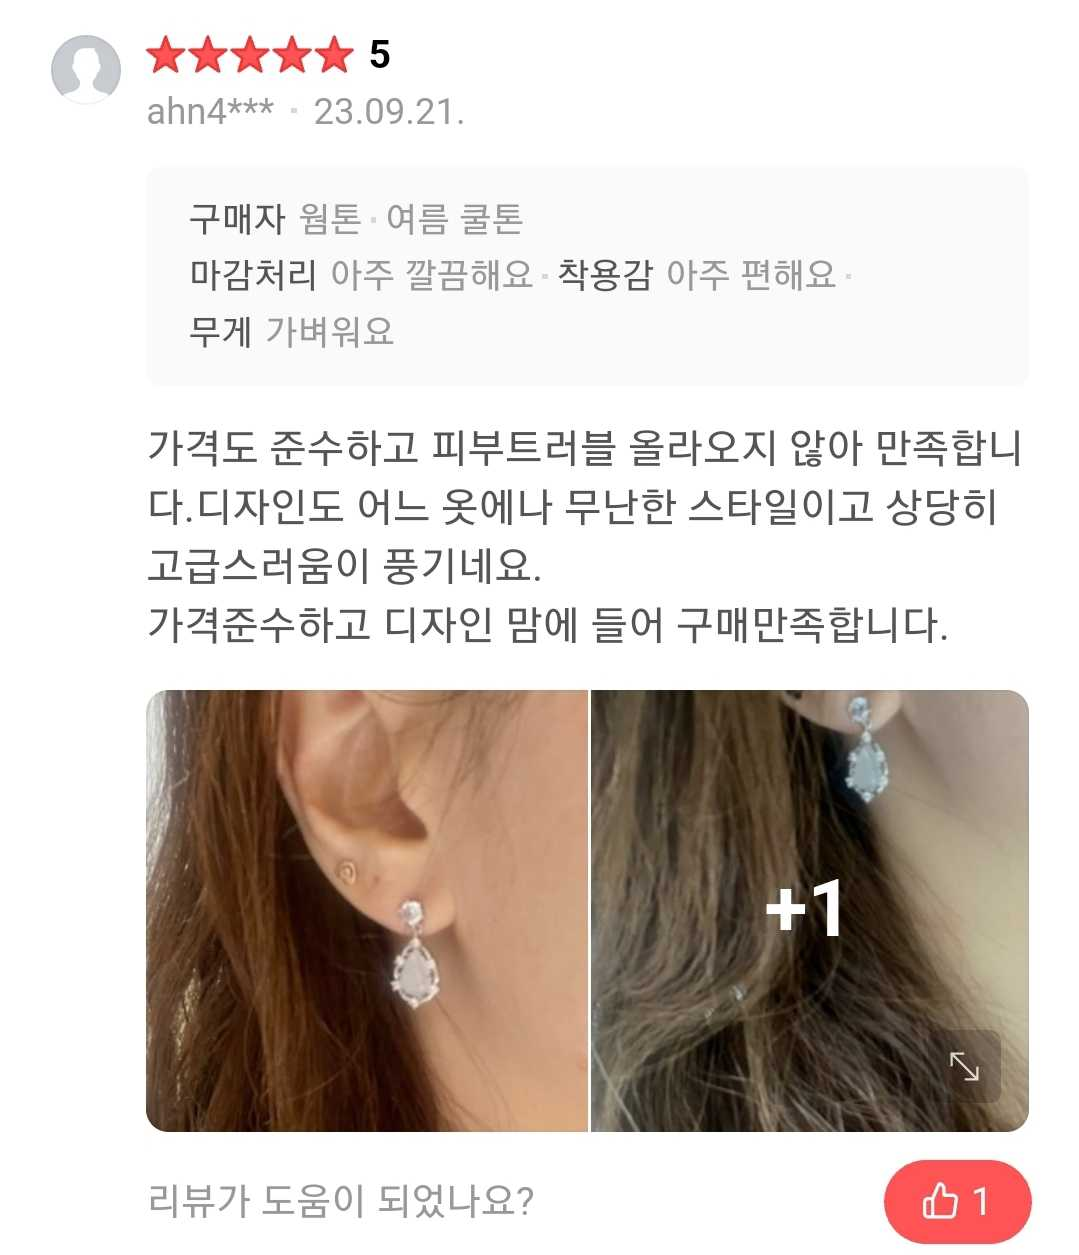 5
ahn4*** · 23.09.21.
구매자 웜톤 · 여름 쿨톤
마감처리 아주 깔끔해요 · 착용감 아주 편해요 ·
무게 가벼워요
가격도 준수하고 피부트러블 올라오지 않아 만족합니
다.디자인도 어느 옷에나 무난한 스타일이고 상당히
고급스러움이 풍기네요.
가격준수하고 디자인 맘에 들어 구매만족합니다.
+1
리뷰가 도움이 되었나요?
1